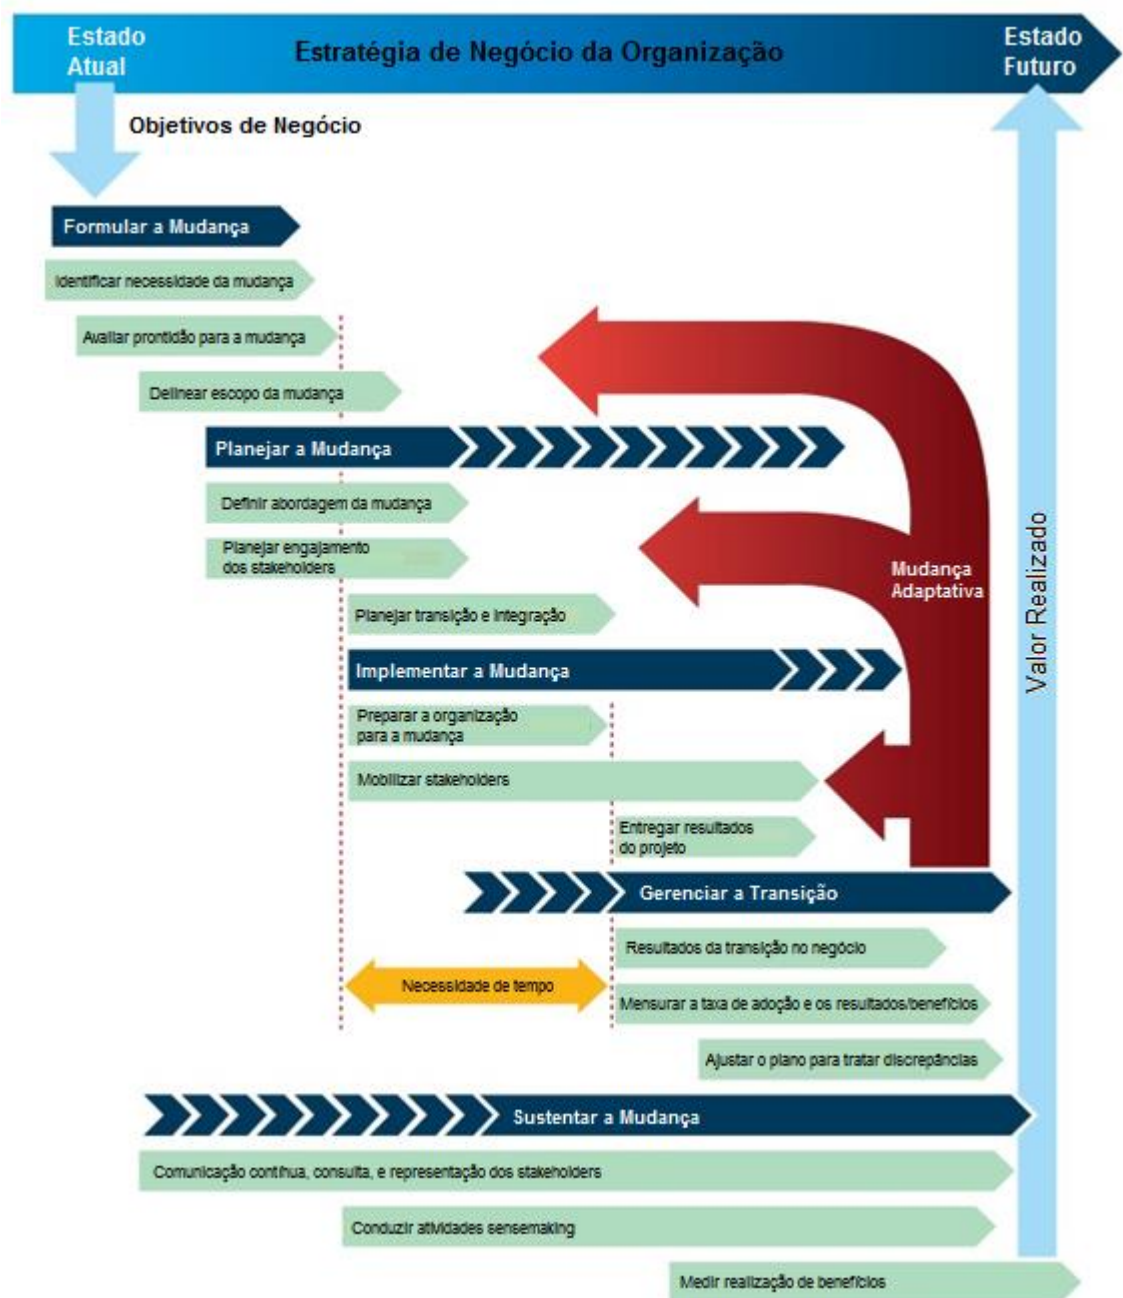 Estado
Atual
Estratégia de Negócio da Organização
Estado
Futuro
Objetivos de Negócio
Formular a Mudança
Identificar necessidade da mudança
Avaliar prontidão para a mudança
Delinear escopo da mudança
Planejar a Mudança
Definir abordagem da mudança
Planejar engajamento
dos stakeholders
Mudança
Adaptativa
Planejar transição e integração
Valor Realizado
Implementar a Mudança
Preparar a organização
para a mudança
Mobilizar stakeholders
Entregar resultados
do projeto
Gerenciar a Transição
Resultados da transição no negócio
Necessidade de tempo
Mensurar a taxa de adoção e os resultados/benefícios
Ajustar o plano para tratar discrepâncias
Sustentar a Mudança
Comunicação contíhua, consulta, e representação dos stakeholders
Conduzir atividades sensemaking
Medir realização de benefícios